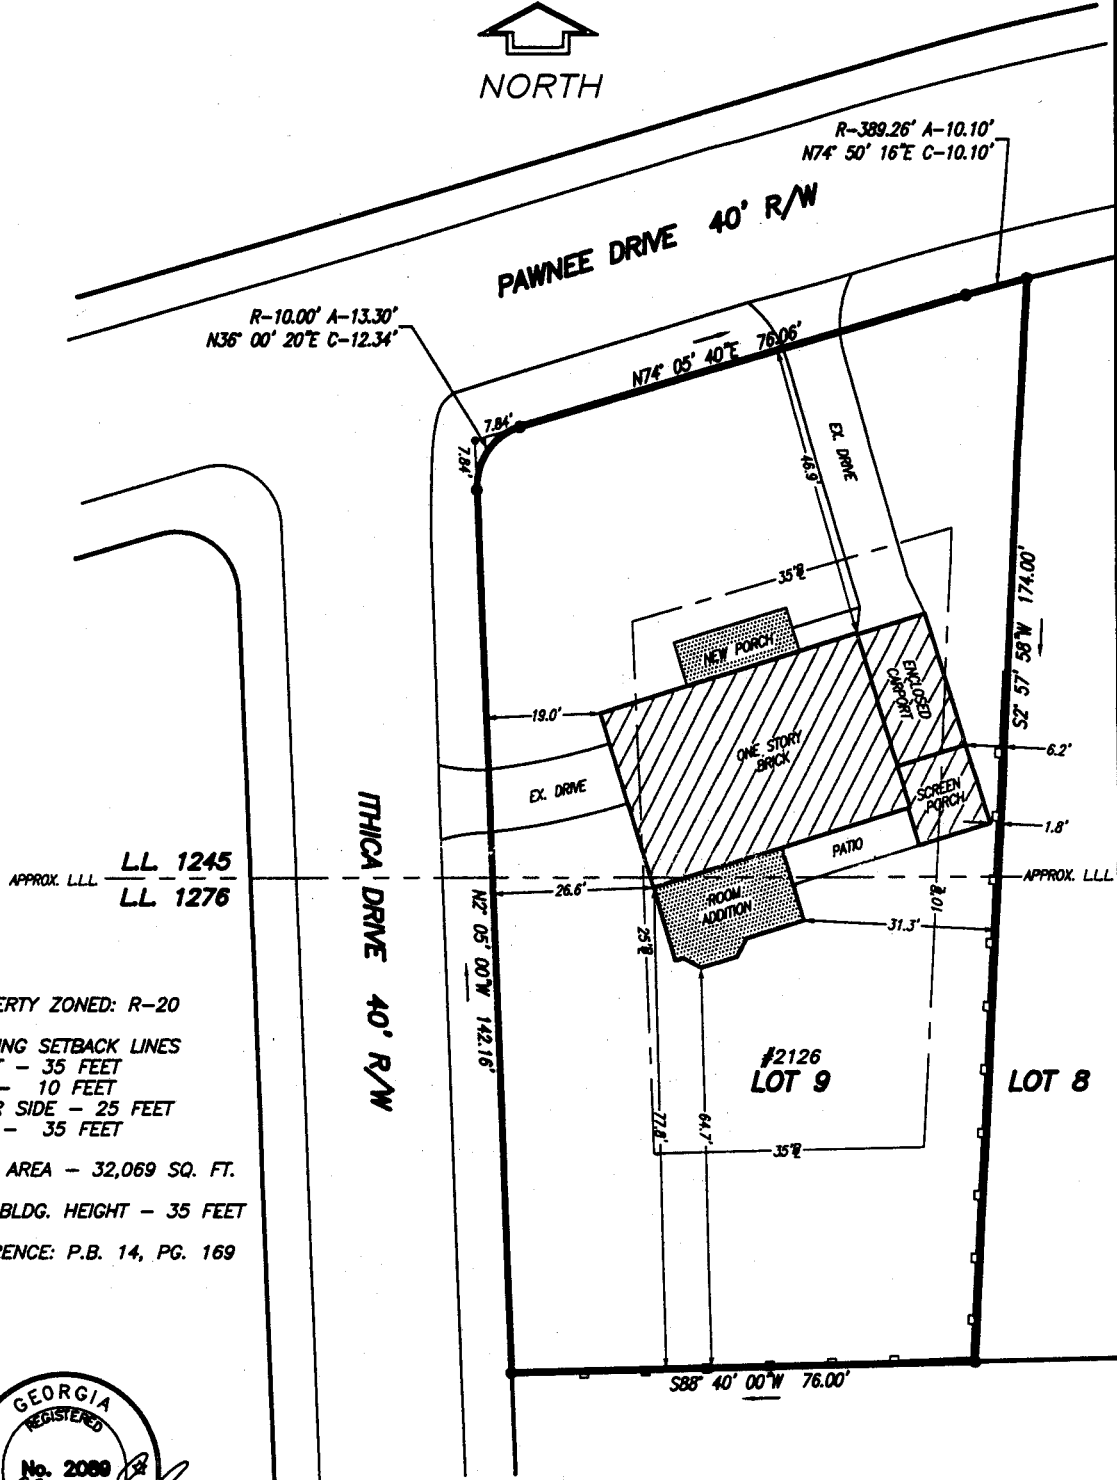 NORTH
R-389.26' A-10.10'
N74° 50' 16"E C-10.10'
PAWNEE DRIVE 40' R/W
R-10.00' A-13.30'
N36° 00' 20"E C-12.34'
N74° 05' 40"E 76.06'
7.84'
7.84'
46.9'
EX. DRIVE
35' BL
S2° 57' 58"W 174.00'
NEW PORCH
ENCLOSED
CARPORT
19.0'
ONE STORY
BRICK
6.2'
EX. DRIVE
SCREEN
PORCH
1.8'
PATIO
ITHICA DRIVE 40' R/W
L.L. 1245
APPROX. L.L.L.
L.L. 1276
APPROX. L.L.L.
26.6'
ROOM
ADDITION
31.3'
25' BL
N2° 05' 00"W 142.16'
ERTY ZONED: R-20
NG SETBACK LINES
- 35 FEET
- 10 FEET
SIDE - 25 FEET
- 35 FEET
AREA - 32,069 SQ. FT.
BLDG. HEIGHT - 35 FEET
ENCE: P.B. 14, PG. 169
#2126
LOT 9
LOT 8
77.8'
64.7'
35' BL
S88° 40' 00"W 76.00'
GEORGIA
REGISTERED
No. 2089